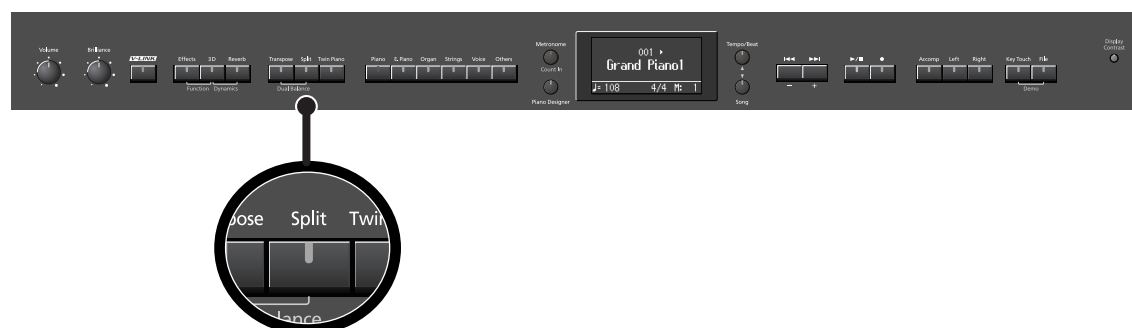 Volume
Brilliance
V-LINK
Effects 3D Reverb
Function Dynamics
Transpose Split Twin Piano
Dual Balance
Piano E. Piano Organ Strings Voice Others
Metronome
Count In
Piano Designer
001
Grand Piano1
♩= 108 4/4 M: 1
Tempo/Beat
Song
− +
Accomp Left Right
Key Touch File
Demo
Display
Contrast
pose Split Twin
lance